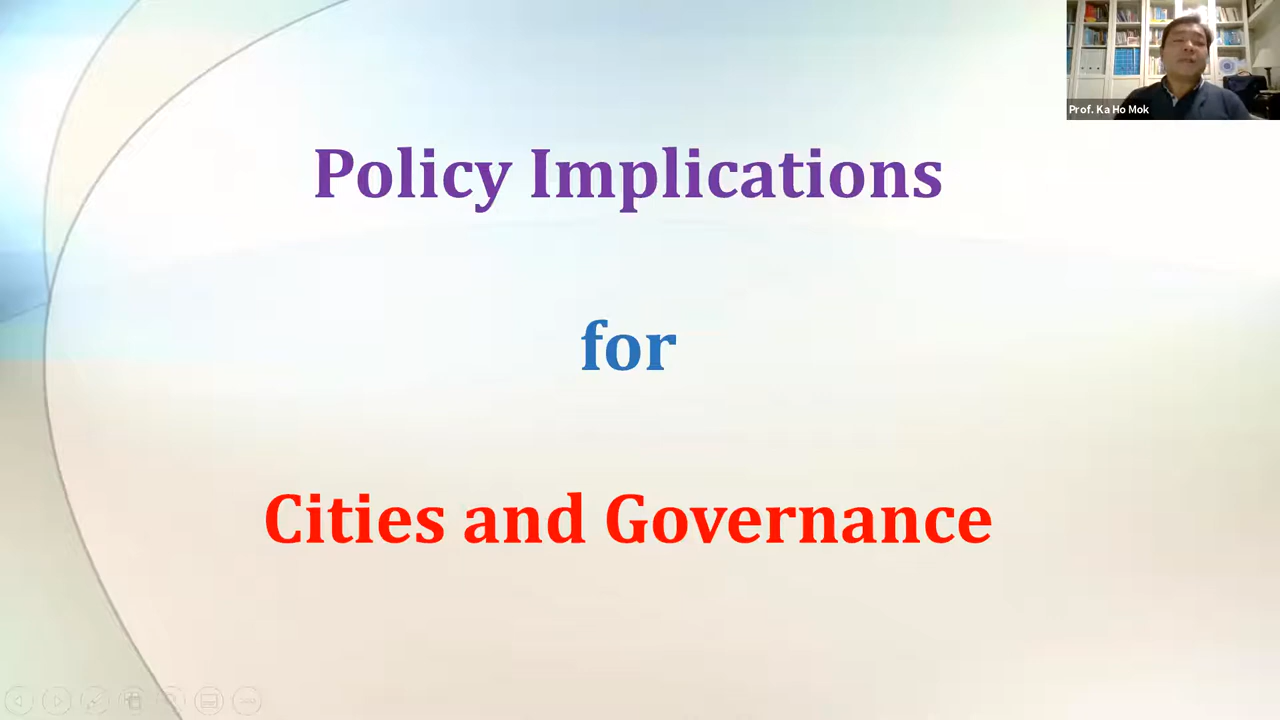 Prof. Ka Ho Mok
Policy Implications
for
Cities and Governance